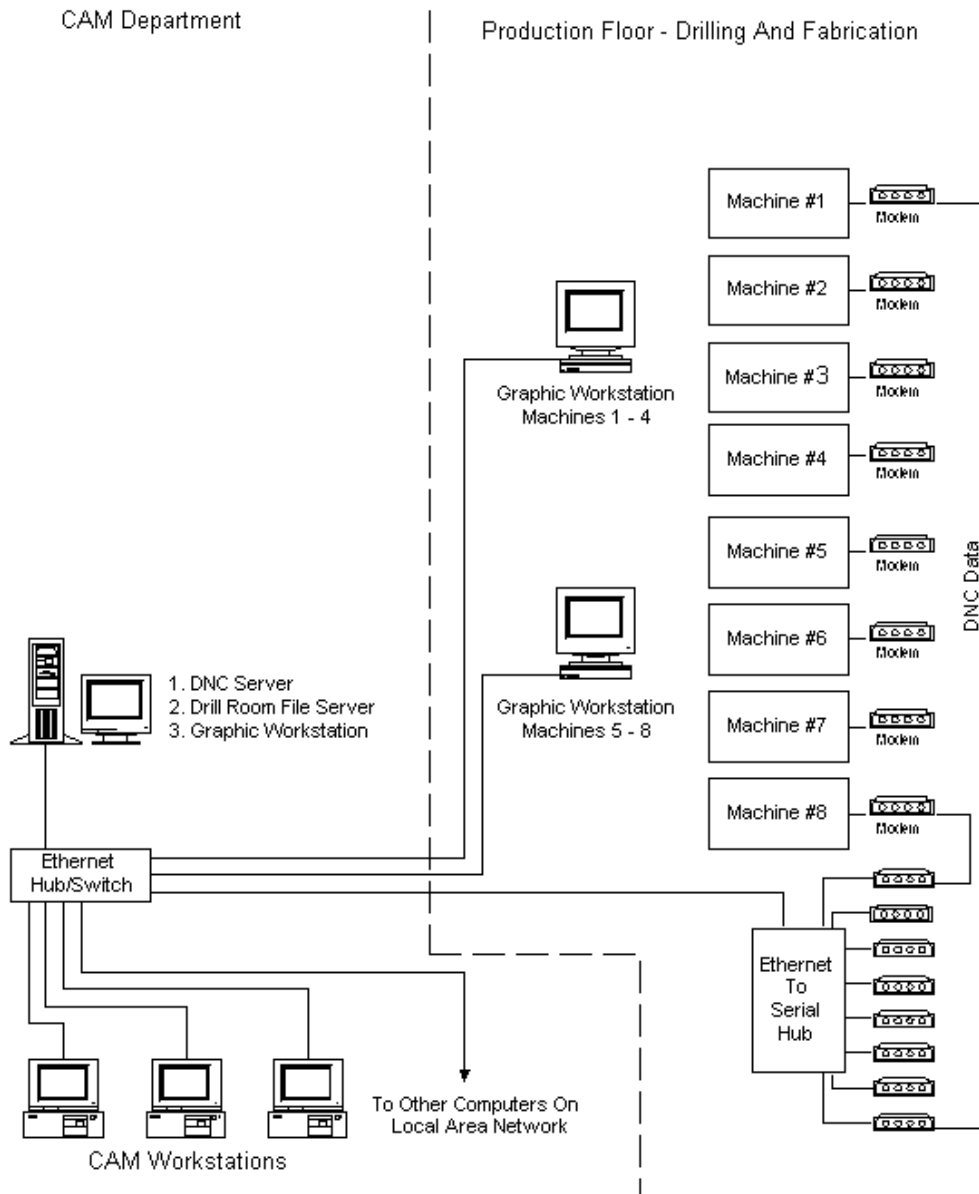 CAM Department
Production Floor - Drilling And Fabrication
Machine #1
Modem
Machine #2
Modem
Machine #3
Modem
Graphic Workstation
Machines 1 - 4
Machine #4
Modem
Machine #5
Modem
DNC Data
Machine #6
Modem
1. DNC Server
2. Drill Room File Server
3. Graphic Workstation
Graphic Workstation
Machines 5 - 8
Machine #7
Modem
Machine #8
Modem
Ethernet
Hub/Switch
Ethernet
To
Serial
Hub
To Other Computers On
Local Area Network
CAM Workstations